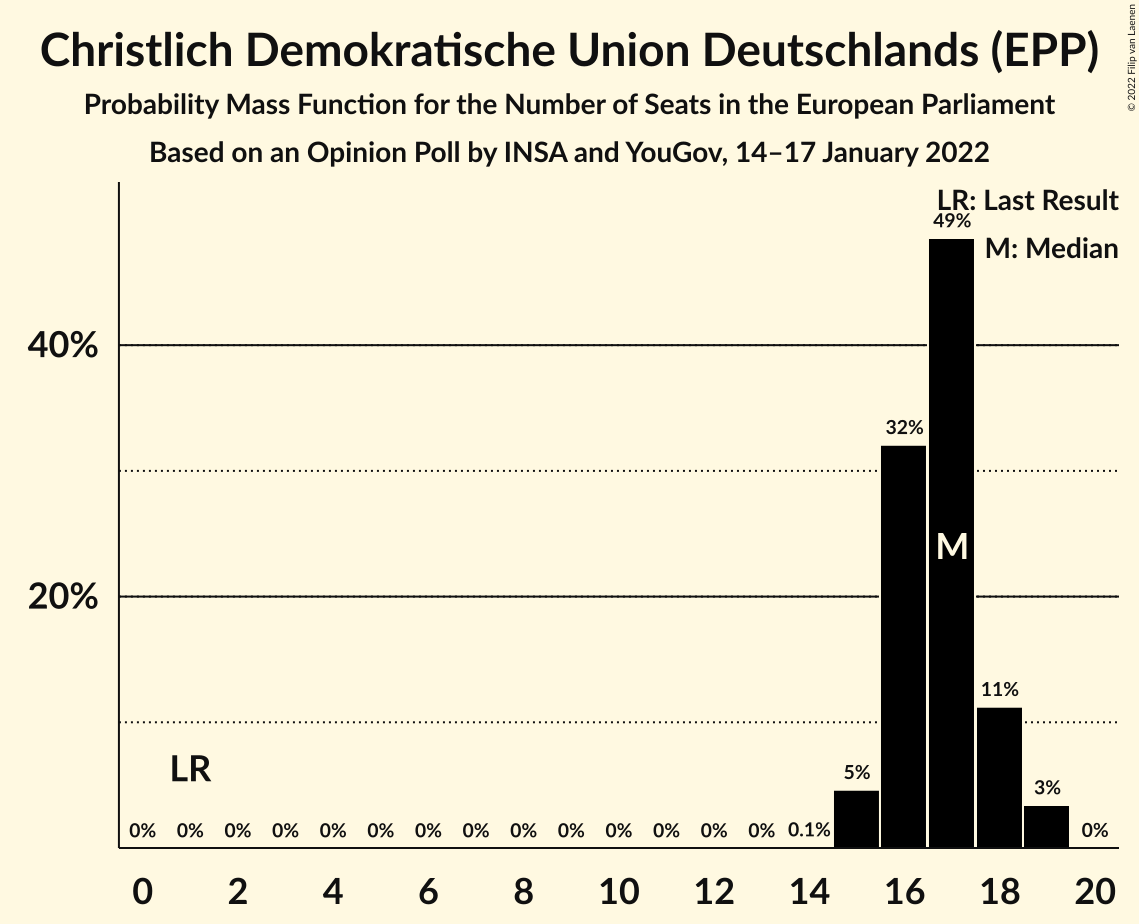 Christlich Demokratische Union Deutschlands (EPP)
Probability Mass Function for the Number of Seats in the European Parliament
Based on an Opinion Poll by INSA and YouGov, 14–17 January 2022
© 2022 Filip van Laenen
LR: Last Result
M: Median
49%
40%
32%
M
20%
11%
LR
5%
3%
0% 0% 0% 0% 0% 0% 0% 0% 0% 0% 0% 0% 0% 0% 0.1% 0%
0 2 4 6 8 10 12 14 16 18 20